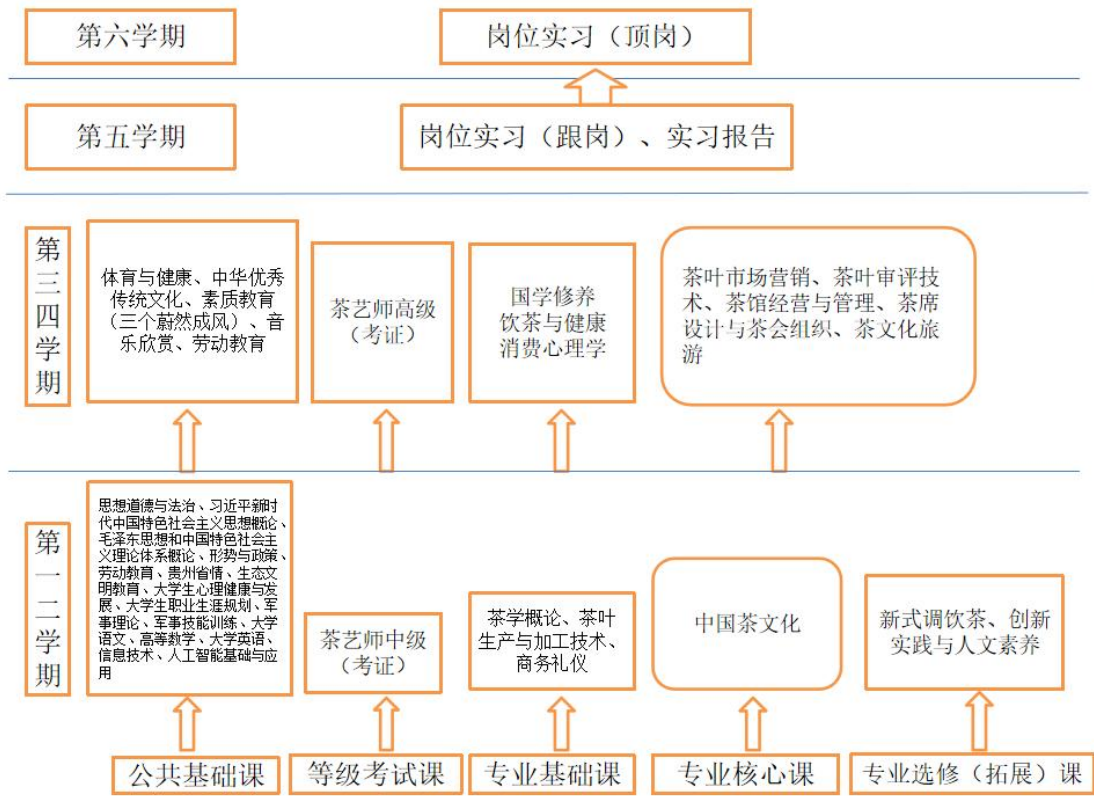 第六学期
岗位实习（顶岗）
第五学期
岗位实习（跟岗）、实习报告
第三四学期
体育与健康、中华优秀
传统文化、素质教育
（三个蔚然成风）、音
乐欣赏、劳动教育
茶艺师高级
（考证）
国学修养
饮茶与健康
消费心理学
茶叶市场营销、茶叶审评技
术、茶馆经营与管理、茶席
设计与茶会组织、茶文化旅
游
第一二学期
思想道德与法治、习近平新时
代中国特色社会主义思想概论、
毛泽东思想和中国特色社会主
义理论体系概论、形势与政策、
劳动教育、贵州省情、生态文
明教育、大学生心理健康与发
展、大学生职业生涯规划、军
事理论、军事技能训练、大学
语文、高等数学、大学英语、
信息技术、人工智能基础与应
用
茶艺师中级
（考证）
茶学概论、茶叶
生产与加工技术、
商务礼仪
中国茶文化
新式调饮茶、创新
实践与人文素养
公共基础课
等级考试课
专业基础课
专业核心课
专业选修（拓展）课